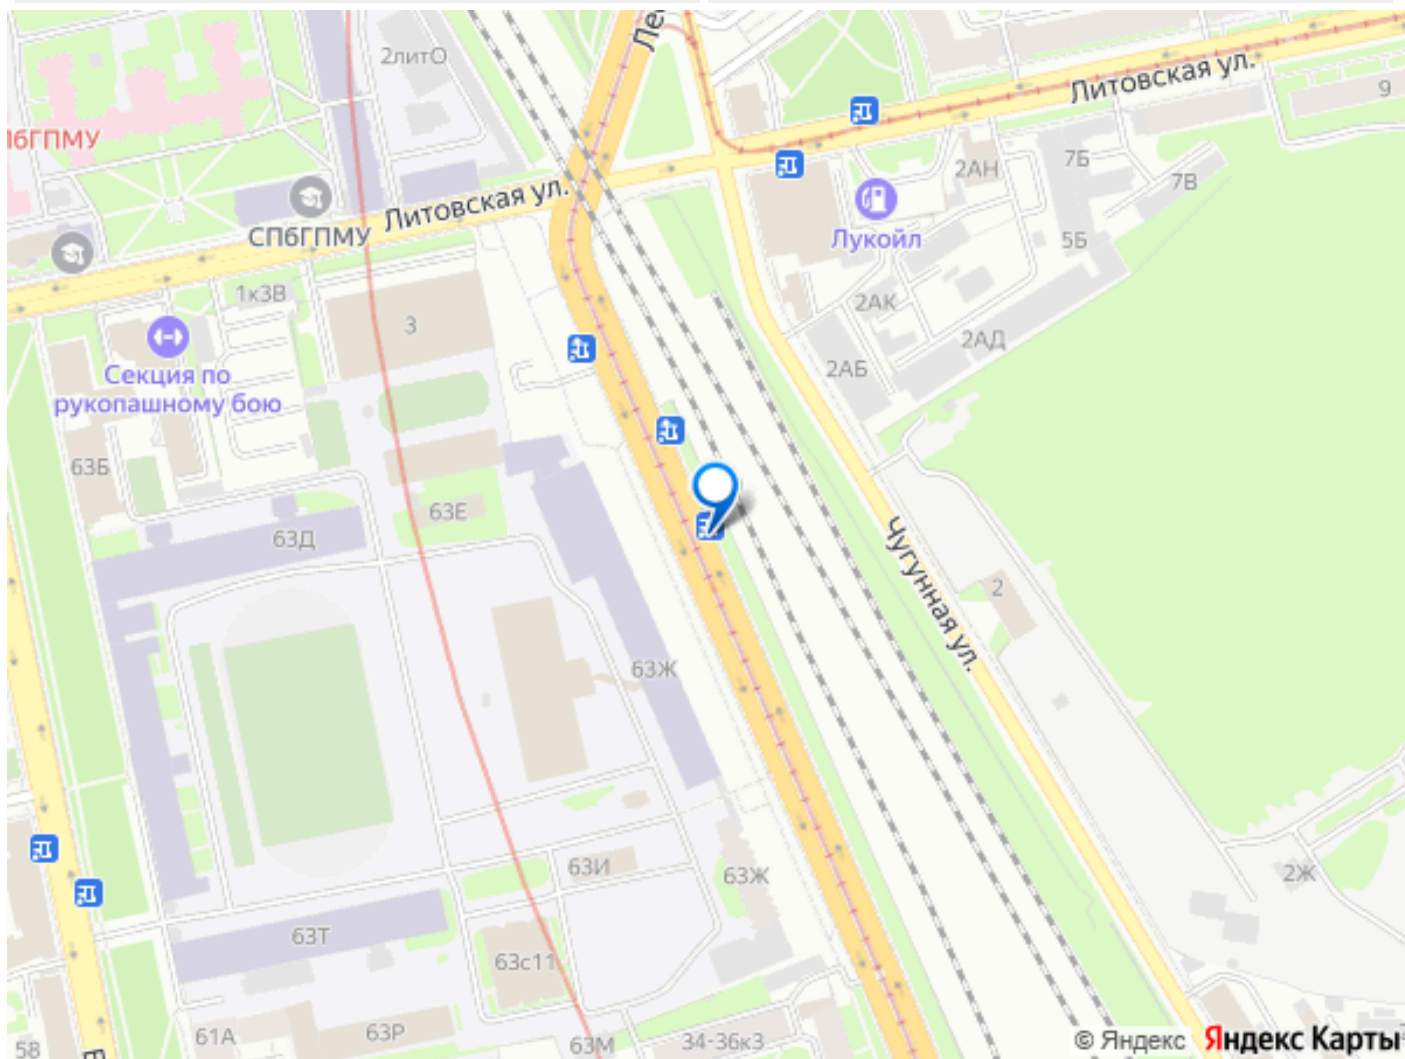 Ле
2литО
Литовская ул.
9
7Б
2АН
7В
Литовская ул.
СПбГПМУ
Лукойл
5Б
1к3В
3
2АК
2АД
2АБ
Секция по
рукопашному бою
63Б
63Е
63Д
Чугунная ул.
2
63Ж
63И
63Ж
2Ж
63Т
63с11
61А
63Р
63М
34-36к3
58
© Яндекс
Яндекс Карты